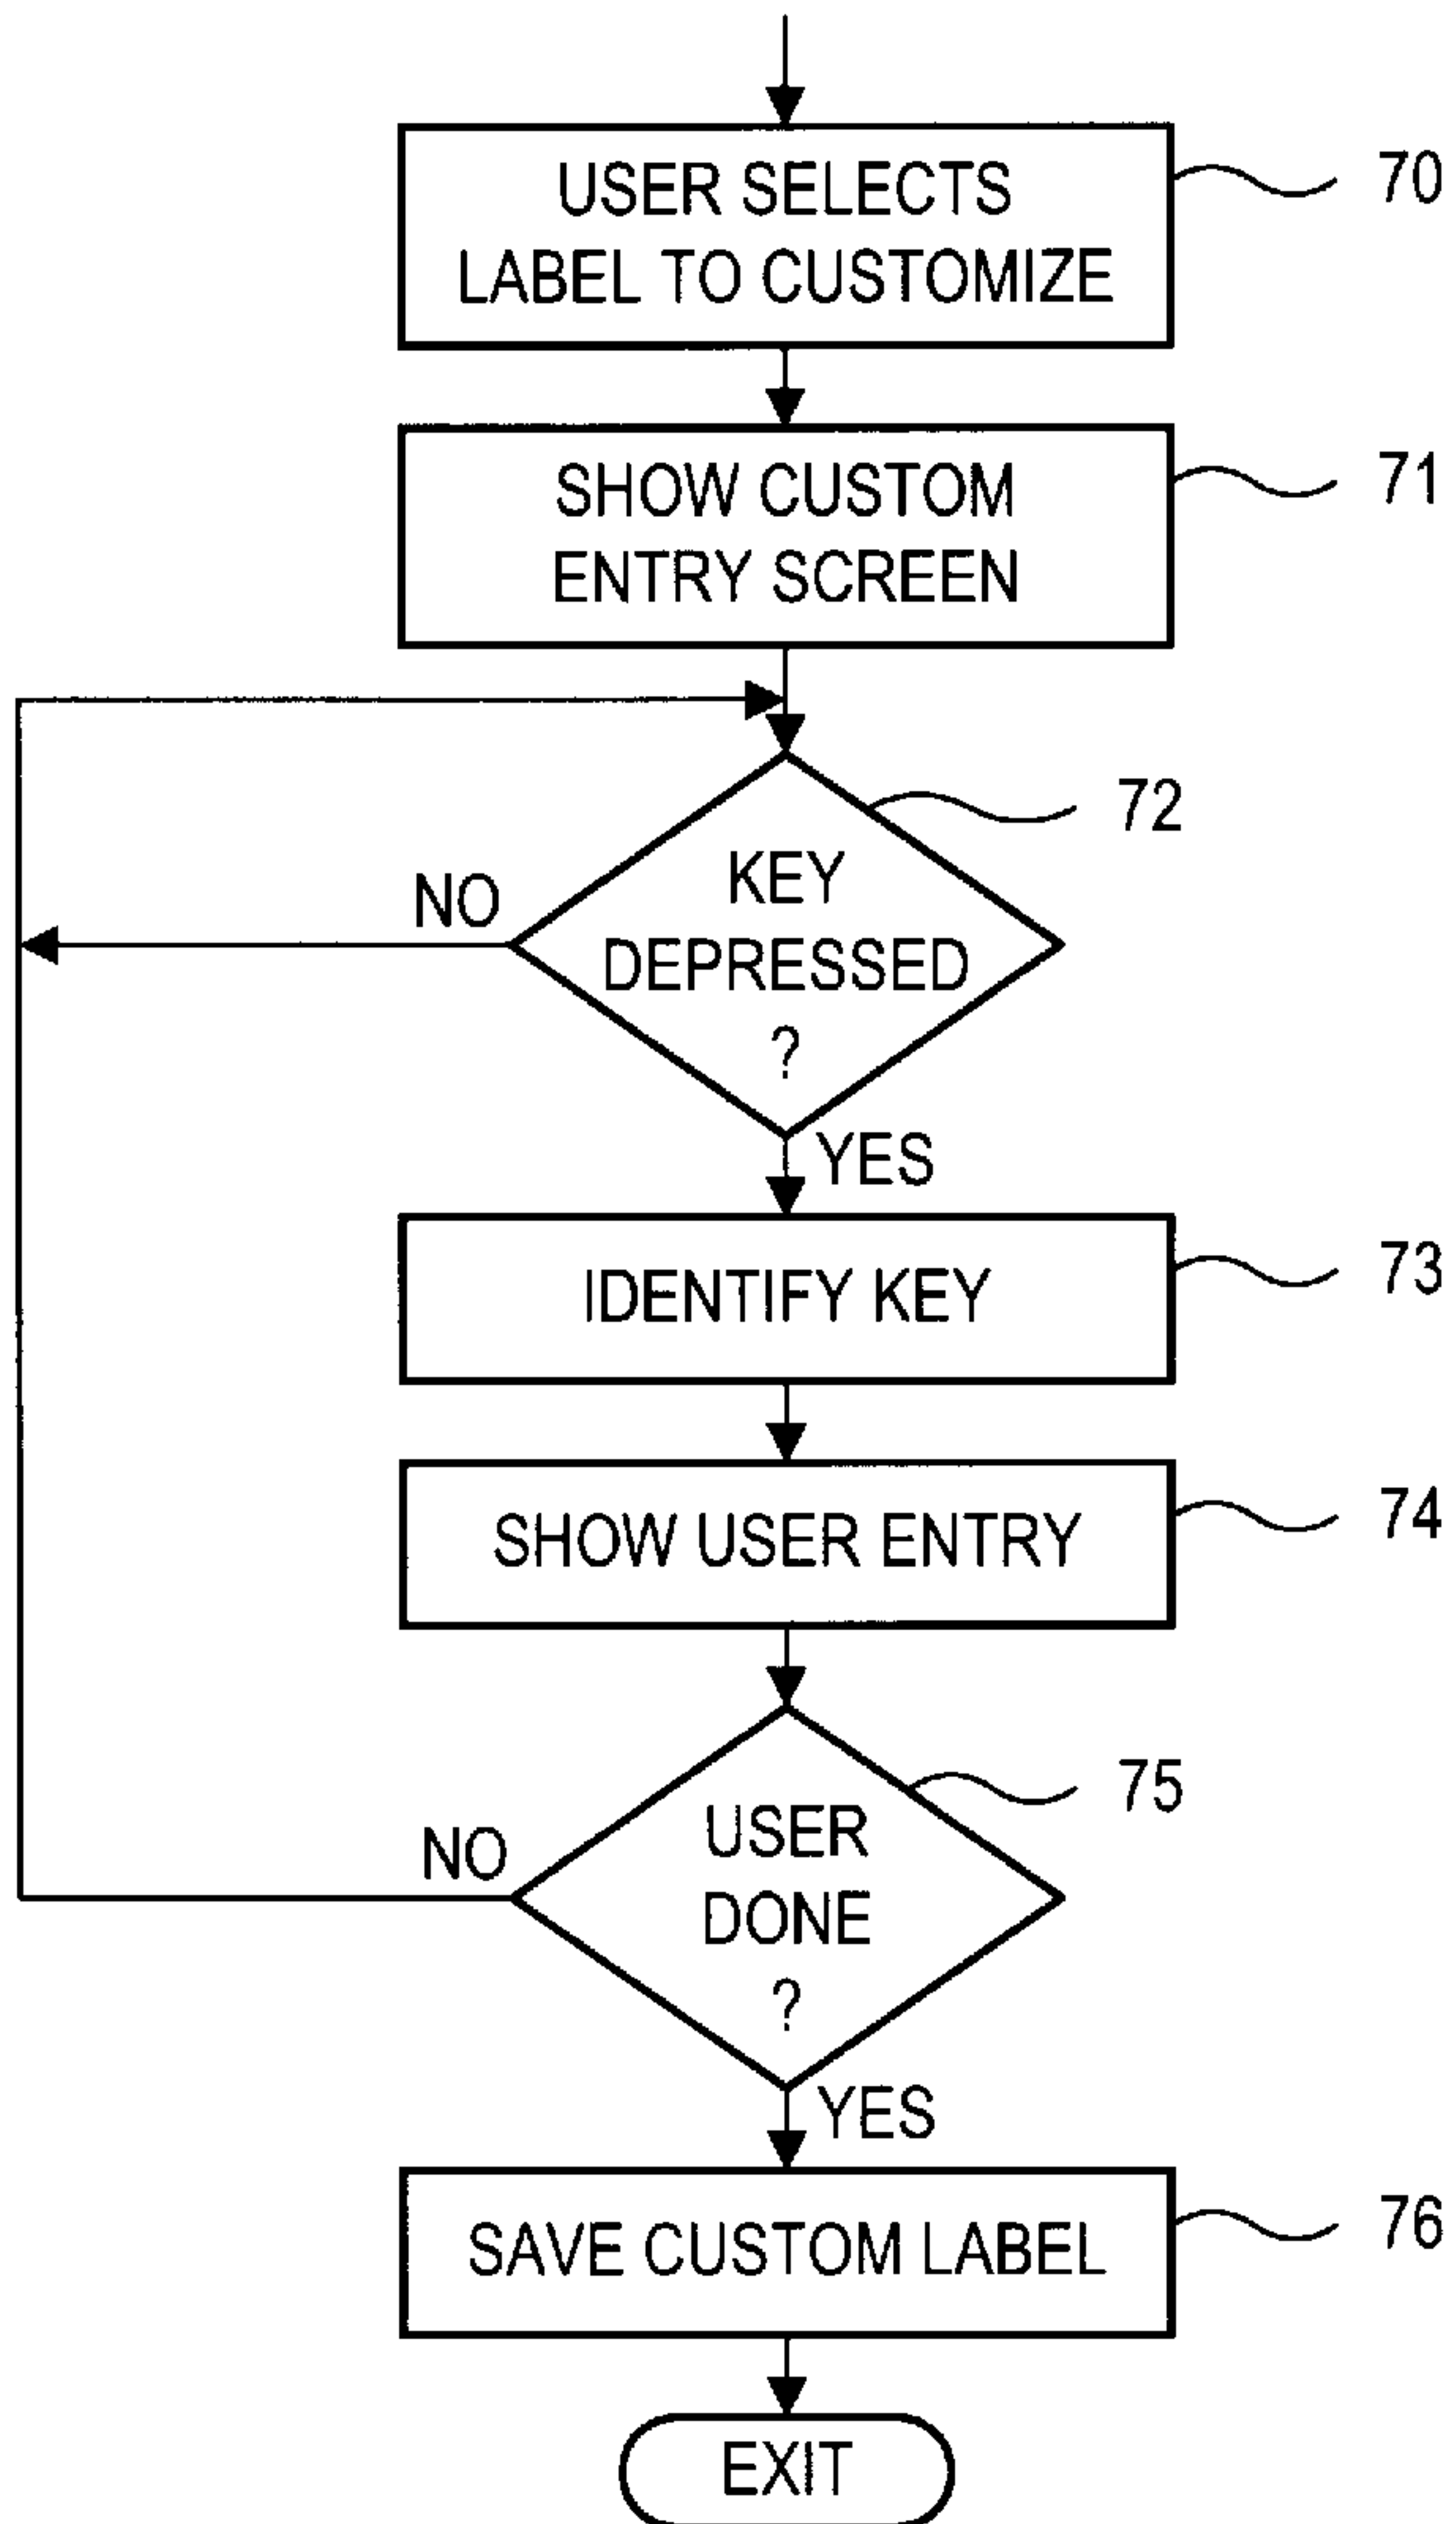 USER SELECTS
LABEL TO CUSTOMIZE
70
SHOW CUSTOM
ENTRY SCREEN
71
72
KEY
DEPRESSED
?
NO
YES
IDENTIFY KEY
73
SHOW USER ENTRY
74
75
USER
DONE
?
NO
YES
SAVE CUSTOM LABEL
76
EXIT